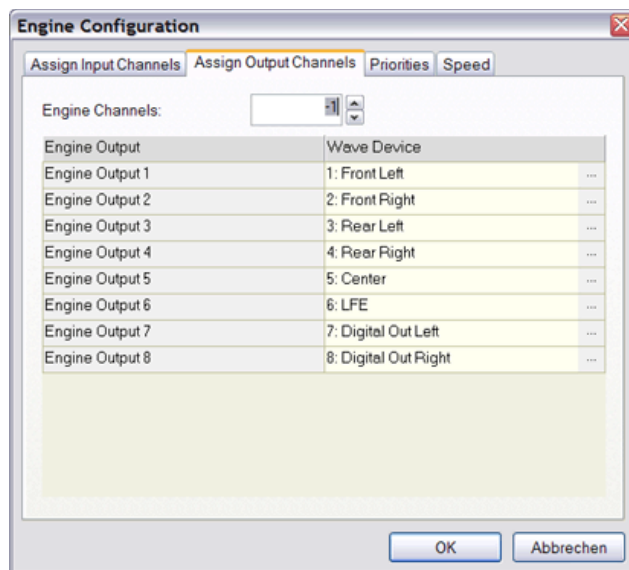 Engine Configuration
Assign Input Channels Assign Output Channels Priorities Speed
Engine Channels: -1
Engine Output Wave Device
Engine Output 1 1: Front Left ...
Engine Output 2 2: Front Right ...
Engine Output 3 3: Rear Left ...
Engine Output 4 4: Rear Right ...
Engine Output 5 5: Center ...
Engine Output 6 6: LFE ...
Engine Output 7 7: Digital Out Left ...
Engine Output 8 8: Digital Out Right ...
OK Abbrechen